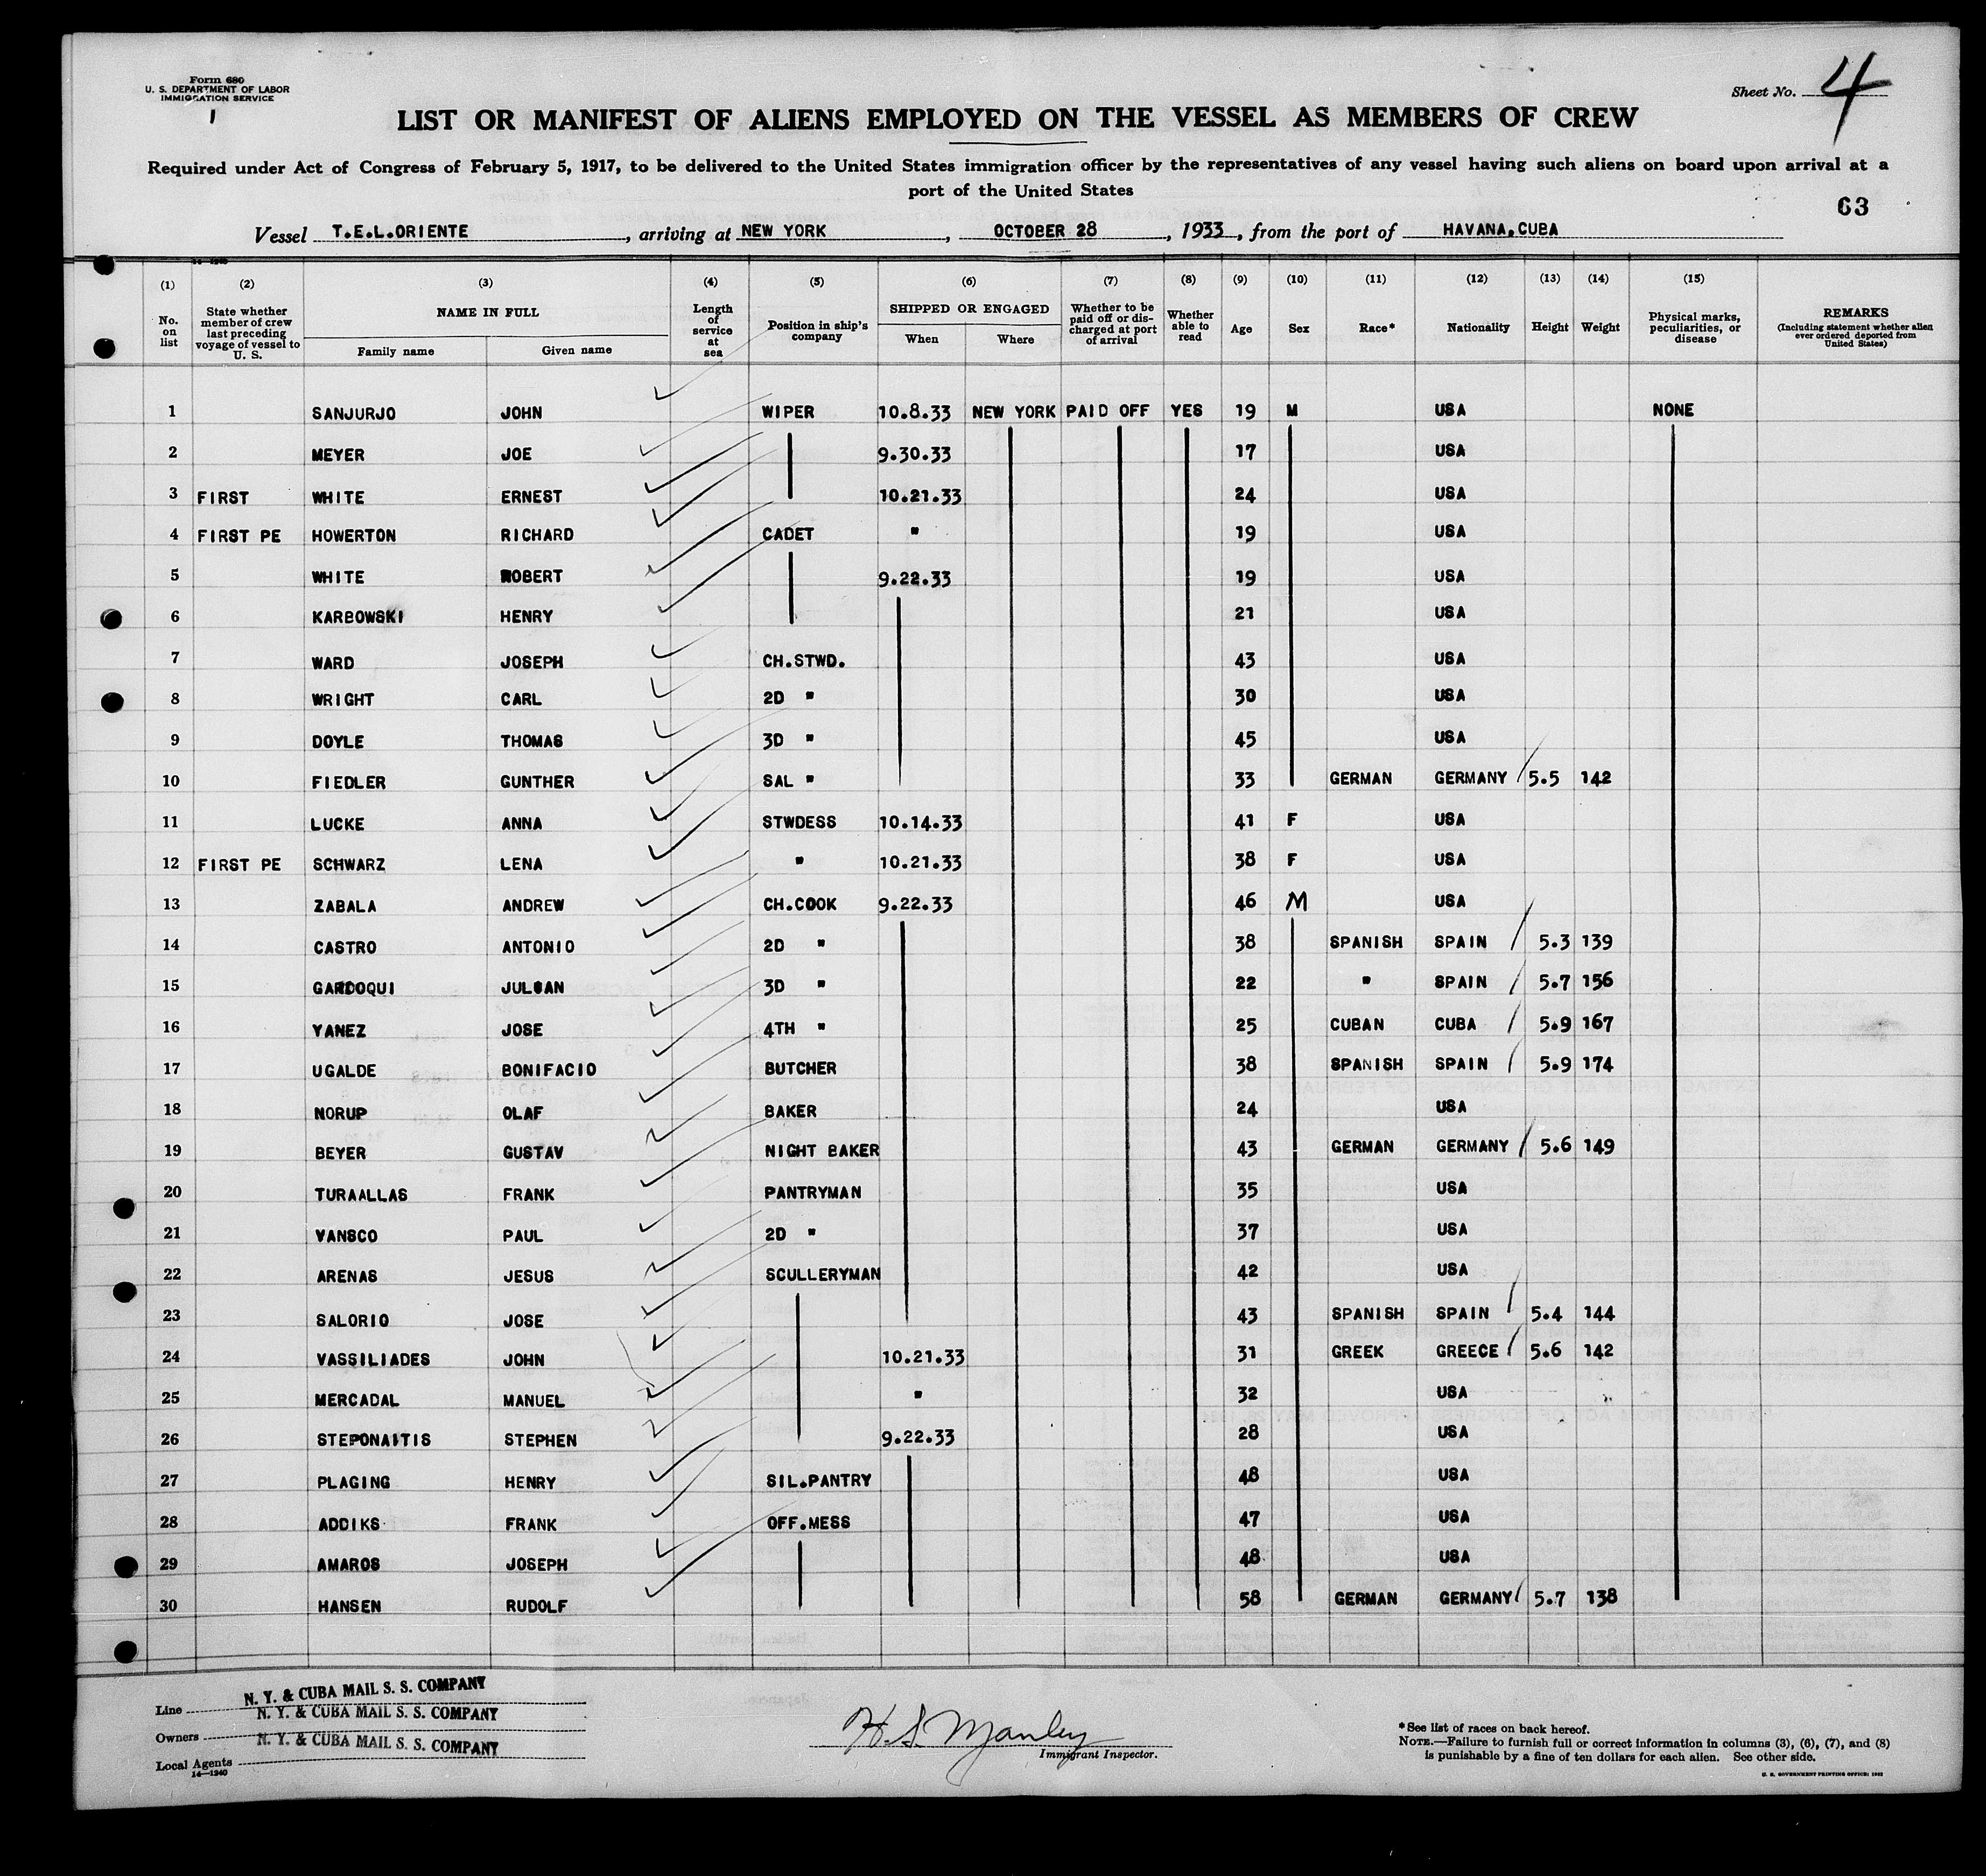 Form 680
U. S. DEPARTMENT OF LABOR
IMMIGRATION SERVICE
Sheet No. 4
LIST OR MANIFEST OF ALIENS EMPLOYED ON THE VESSEL AS MEMBERS OF CREW
Required under Act of Congress of February 5, 1917, to be delivered to the United States immigration officer by the representatives of any vessel having such aliens on board upon arrival at a
port of the United States
63
Vessel T.E.L.ORIENTE, arriving at NEW YORK, OCTOBER 28, 1933, from the port of HAVANA,CUBA
(1) (2) (3) (4) (5) (6) (7) (8) (9) (10) (11) (12) (13) (14) (15)
No. on list
State whether member of crew last preceding voyage of vessel to U. S.
NAME IN FULL
Family name
Given name
Length of service at sea
Position in ship's company
SHIPPED OR ENGAGED
When
Where
Whether to be paid off or discharged at port of arrival
Whether able to read
Age
Sex
Race*
Nationality
Height
Weight
Physical marks, peculiarities, or disease
REMARKS
(Including statement whether alien ever ordered deported from United States)
1 SANJURJO JOHN WIPER 10.8.33 NEW YORK PAID OFF YES 19 M USA NONE
2 MEYER JOE 9.30.33 17 USA
3 FIRST WHITE ERNEST 10.21.33 24 USA
4 FIRST PE HOWERTON RICHARD CADET " 19 USA
5 WHITE ROBERT 9.22.33 19 USA
6 KARBOWSKI HENRY 21 USA
7 WARD JOSEPH CH.STWD. 43 USA
8 WRIGHT CARL 2D " 30 USA
9 DOYLE THOMAS 3D " 45 USA
10 FIEDLER GUNTHER SAL " 33 GERMAN GERMANY 5.5 142
11 LUCKE ANNA STWDESS 10.14.33 41 F USA
12 FIRST PE SCHWARZ LENA " 10.21.33 38 F USA
13 ZABALA ANDREW CH.COOK 9.22.33 46 M USA
14 CASTRO ANTONIO 2D " 38 SPANISH SPAIN 5.3 139
15 GARDOQUI 3D " 22 " SPAIN 5.7 156
16 YANEZ JOSE 4TH " 25 CUBAN CUBA 5.9 167
17 UGALDE BONIFACIO BUTCHER 38 SPANISH SPAIN 5.9 174
18 NORUP OLAF BAKER 24 USA
19 BEYER GUSTAV NIGHT BAKER 43 GERMAN GERMANY 5.6 149
20 TURAALLAS FRANK PANTRYMAN 35 USA
21 VANSCO PAUL 2D " 37 USA
22 ARENAS JESUS SCULLERYMAN 42 USA
23 SALORIO JOSE 43 SPANISH SPAIN 5.4 144
24 VASSILIADES JOHN 10.21.33 31 GREEK GREECE 5.6 142
25 MERCADAL MANUEL " 32 USA
26 STEPONAITIS STEPHEN 9.22.33 28 USA
27 PLAGING HENRY SIL.PANTRY 48 USA
28 ADDIKS FRANK OFF.MESS 47 USA
29 AMAROS JOSEPH 48 USA
30 HANSEN RUDOLF 58 GERMAN GERMANY 5.7 138
Line N. Y. & CUBA MAIL S. S. COMPANY
Owners N. Y. & CUBA MAIL S. S. COMPANY
Local Agents N. Y. & CUBA MAIL S. S. COMPANY
14—1240
H. S. Manley
Immigrant Inspector.
*See list of races on back hereof.
NOTE.—Failure to furnish full or correct information in columns (3), (6), (7), and (8)
is punishable by a fine of ten dollars for each alien. See other side.
U. S. GOVERNMENT PRINTING OFFICE: 1932